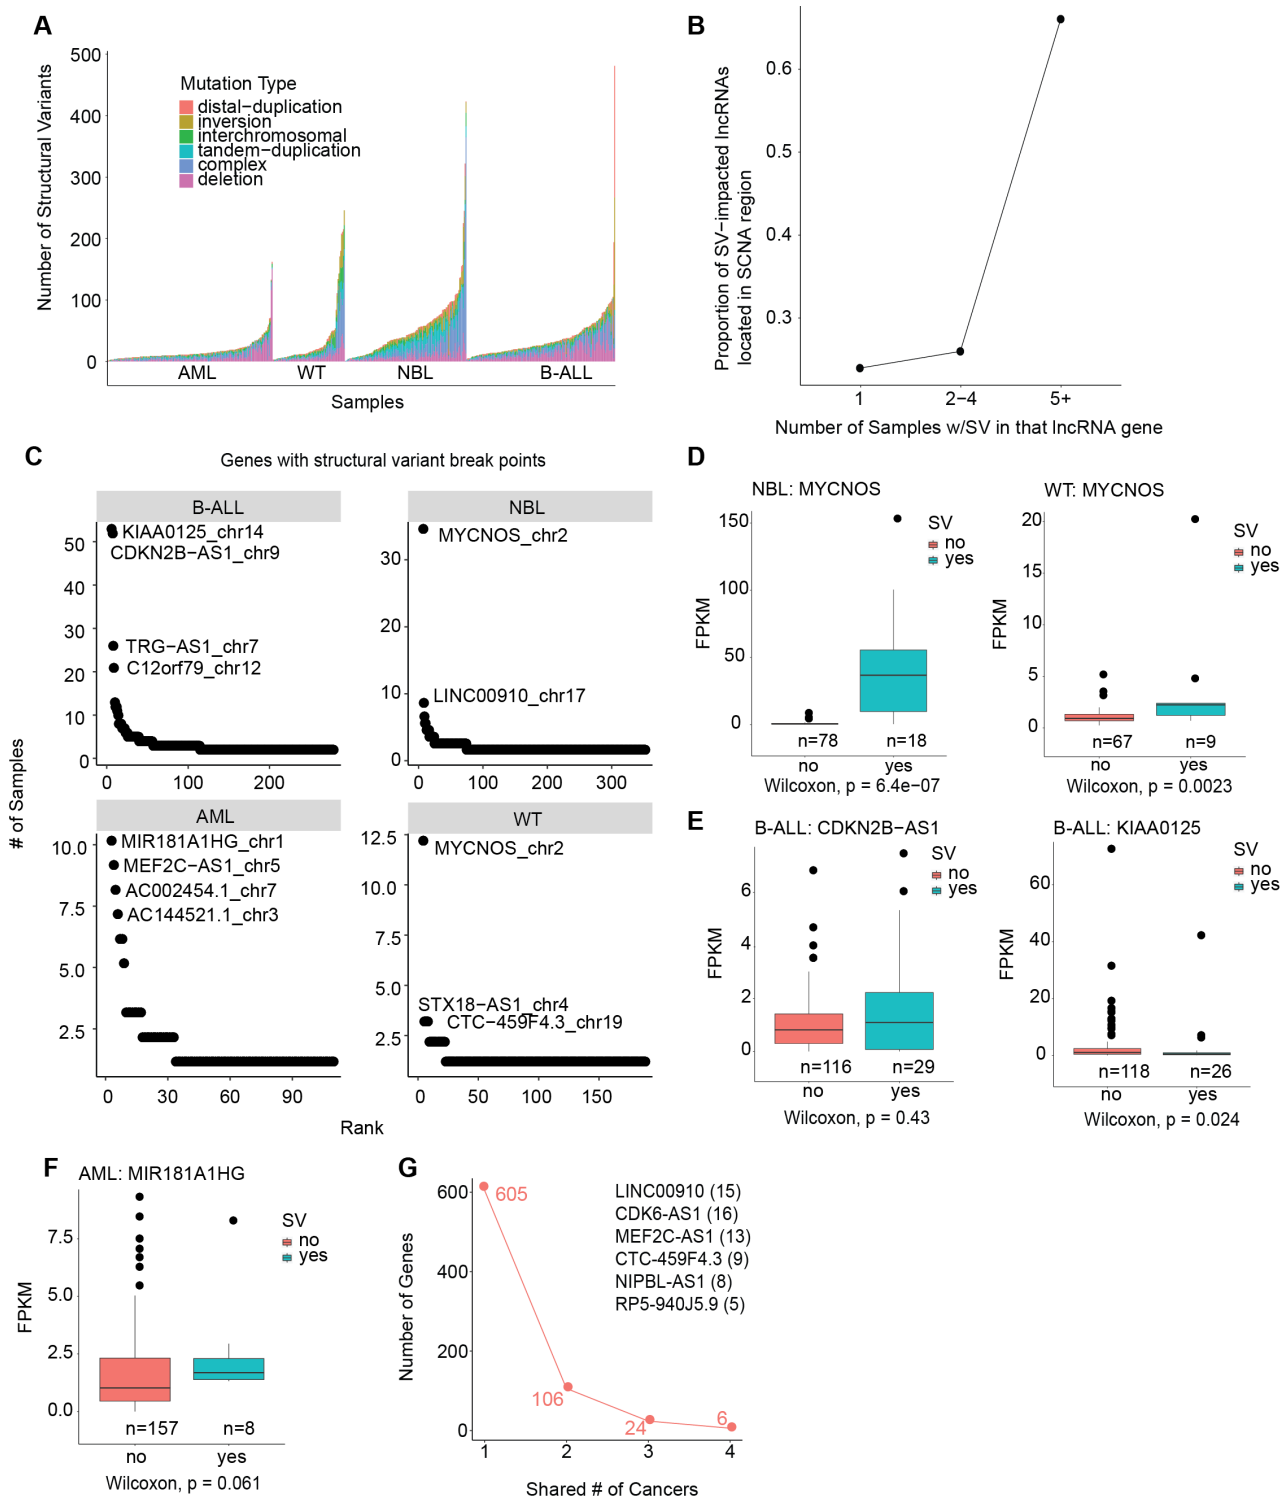 A
500
400
300
200
100
0
Number of Structural Variants
Mutation Type
distal−duplication
inversion
interchromosomal
tandem−duplication
complex
deletion
AML
WT
NBL
B-ALL
Samples
B
0.6
0.5
0.4
0.3
Proportion of SV−impacted lncRNAs
located in SCNA region
1
2−4
5+
Number of Samples w/SV in that lncRNA gene
C
Genes with structural variant break points
# of Samples
B-ALL
50
40
30
20
10
0
KIAA0125_chr14
CDKN2B−AS1_chr9
TRG−AS1_chr7
C12orf79_chr12
0
100
200
NBL
30
20
10
0
MYCNOS_chr2
LINC00910_chr17
0
100
200
300
AML
10.0
7.5
5.0
2.5
MIR181A1HG_chr1
MEF2C−AS1_chr5
AC002454.1_chr7
AC144521.1_chr3
0
30
60
90
WT
12.5
10.0
7.5
5.0
2.5
MYCNOS_chr2
STX18−AS1_chr4
CTC−459F4.3_chr19
0
50
100
150
Rank
D
NBL: MYCNOS
150
100
50
0
FPKM
SV
no
yes
n=78
n=18
no
yes
Wilcoxon, p = 6.4e−07
WT: MYCNOS
20
15
10
5
0
FPKM
SV
no
yes
n=67
n=9
no
yes
Wilcoxon, p = 0.0023
E
B-ALL: CDKN2B−AS1
6
4
2
0
FPKM
SV
no
yes
n=116
n=29
no
yes
Wilcoxon, p = 0.43
B-ALL: KIAA0125
60
40
20
0
FPKM
SV
no
yes
n=118
n=26
no
yes
Wilcoxon, p = 0.024
F
AML: MIR181A1HG
7.5
5.0
2.5
0.0
FPKM
SV
no
yes
n=157
n=8
no
yes
Wilcoxon, p = 0.061
G
600
400
200
0
Number of Genes
605
106
24
6
LINC00910 (15)
CDK6-AS1 (16)
MEF2C-AS1 (13)
CTC-459F4.3 (9)
NIPBL-AS1 (8)
RP5-940J5.9 (5)
1
2
3
4
Shared # of Cancers